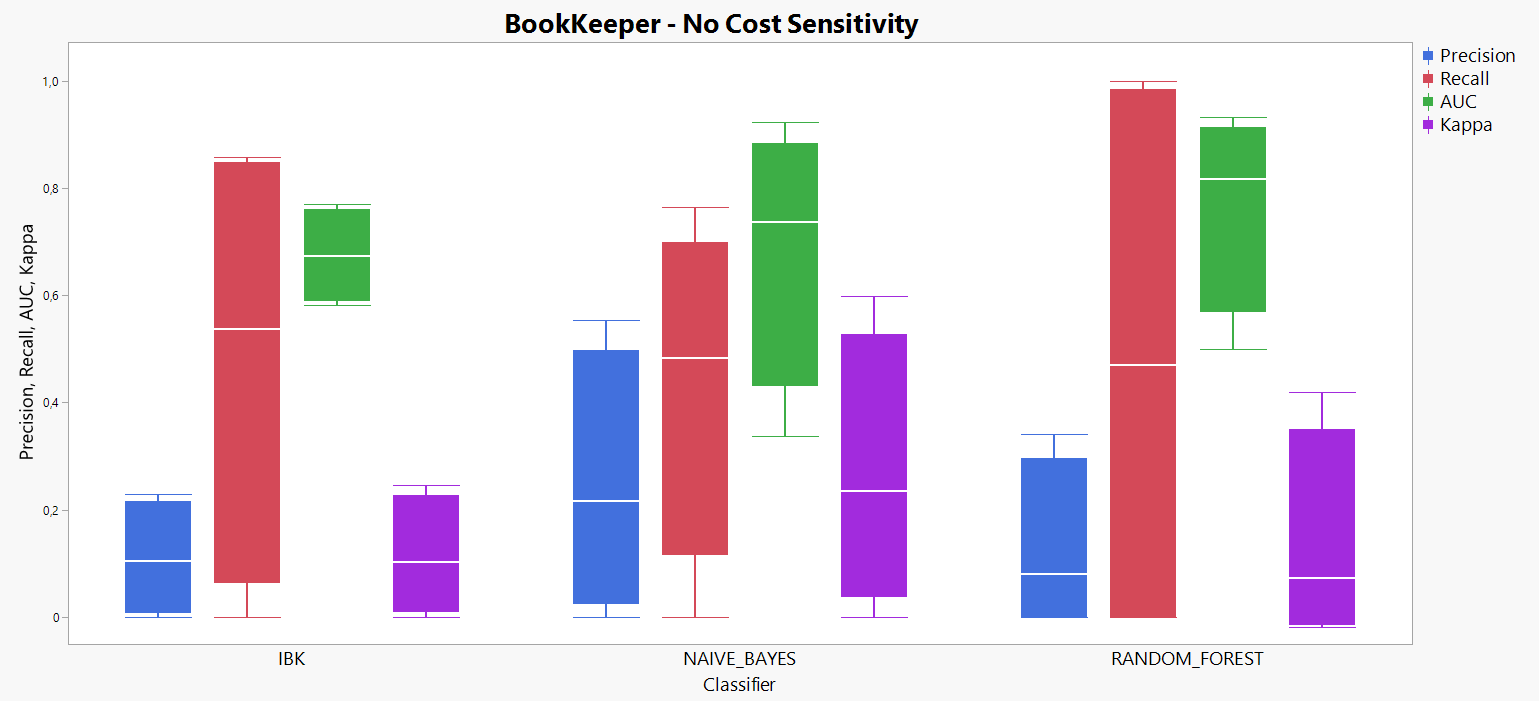 BookKeeper - No Cost Sensitivity
Precision
Recall
AUC
Kappa
Precision, Recall, AUC, Kappa
1,0
0,8
0,6
0,4
0,2
0
IBK
NAIVE_BAYES
RANDOM_FOREST
Classifier